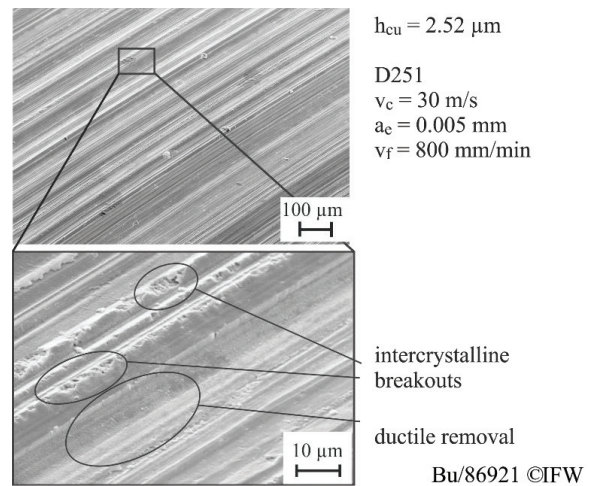 h_cu = 2.52 µm
D251
v_c = 30 m/s
a_e = 0.005 mm
v_f = 800 mm/min
100 µm
intercrystalline
breakouts
ductile removal
10 µm
Bu/86921 ©IFW